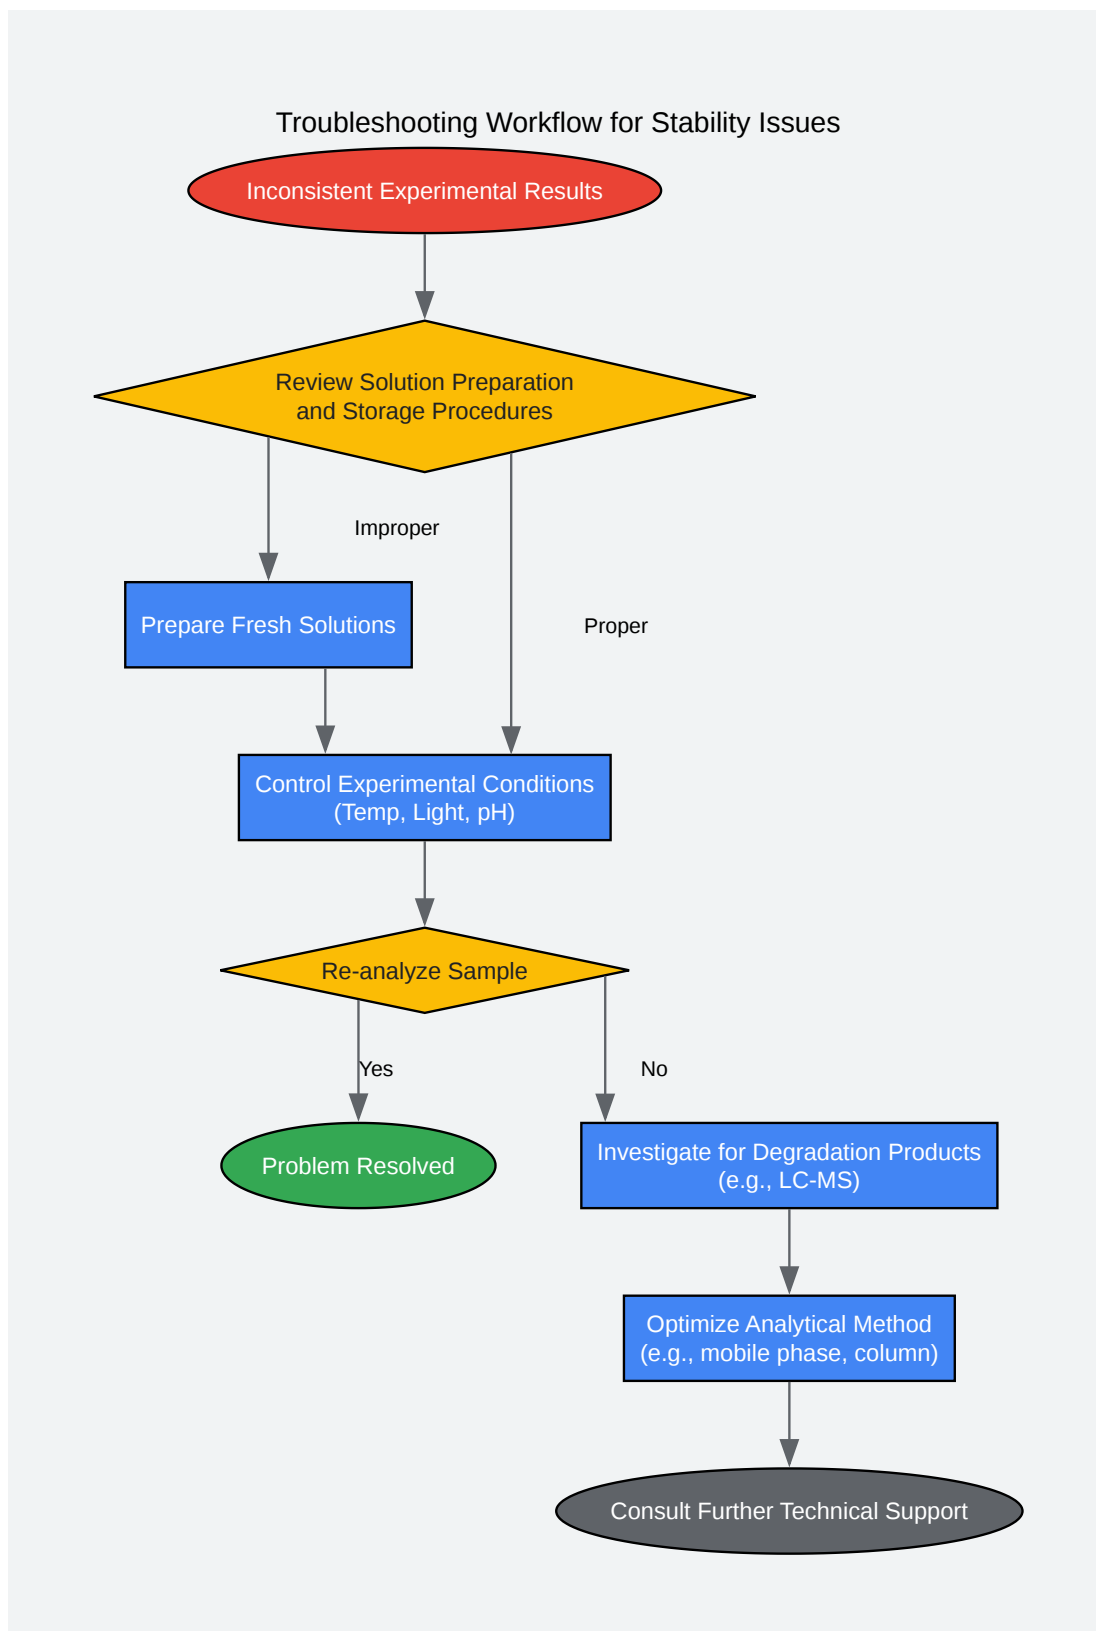 Troubleshooting Workflow for Stability Issues
Inconsistent Experimental Results
Review Solution Preparation
and Storage Procedures
Improper
Prepare Fresh Solutions
Proper
Control Experimental Conditions
(Temp, Light, pH)
Re-analyze Sample
Yes
No
Problem Resolved
Investigate for Degradation Products
(e.g., LC-MS)
Optimize Analytical Method
(e.g., mobile phase, column)
Consult Further Technical Support